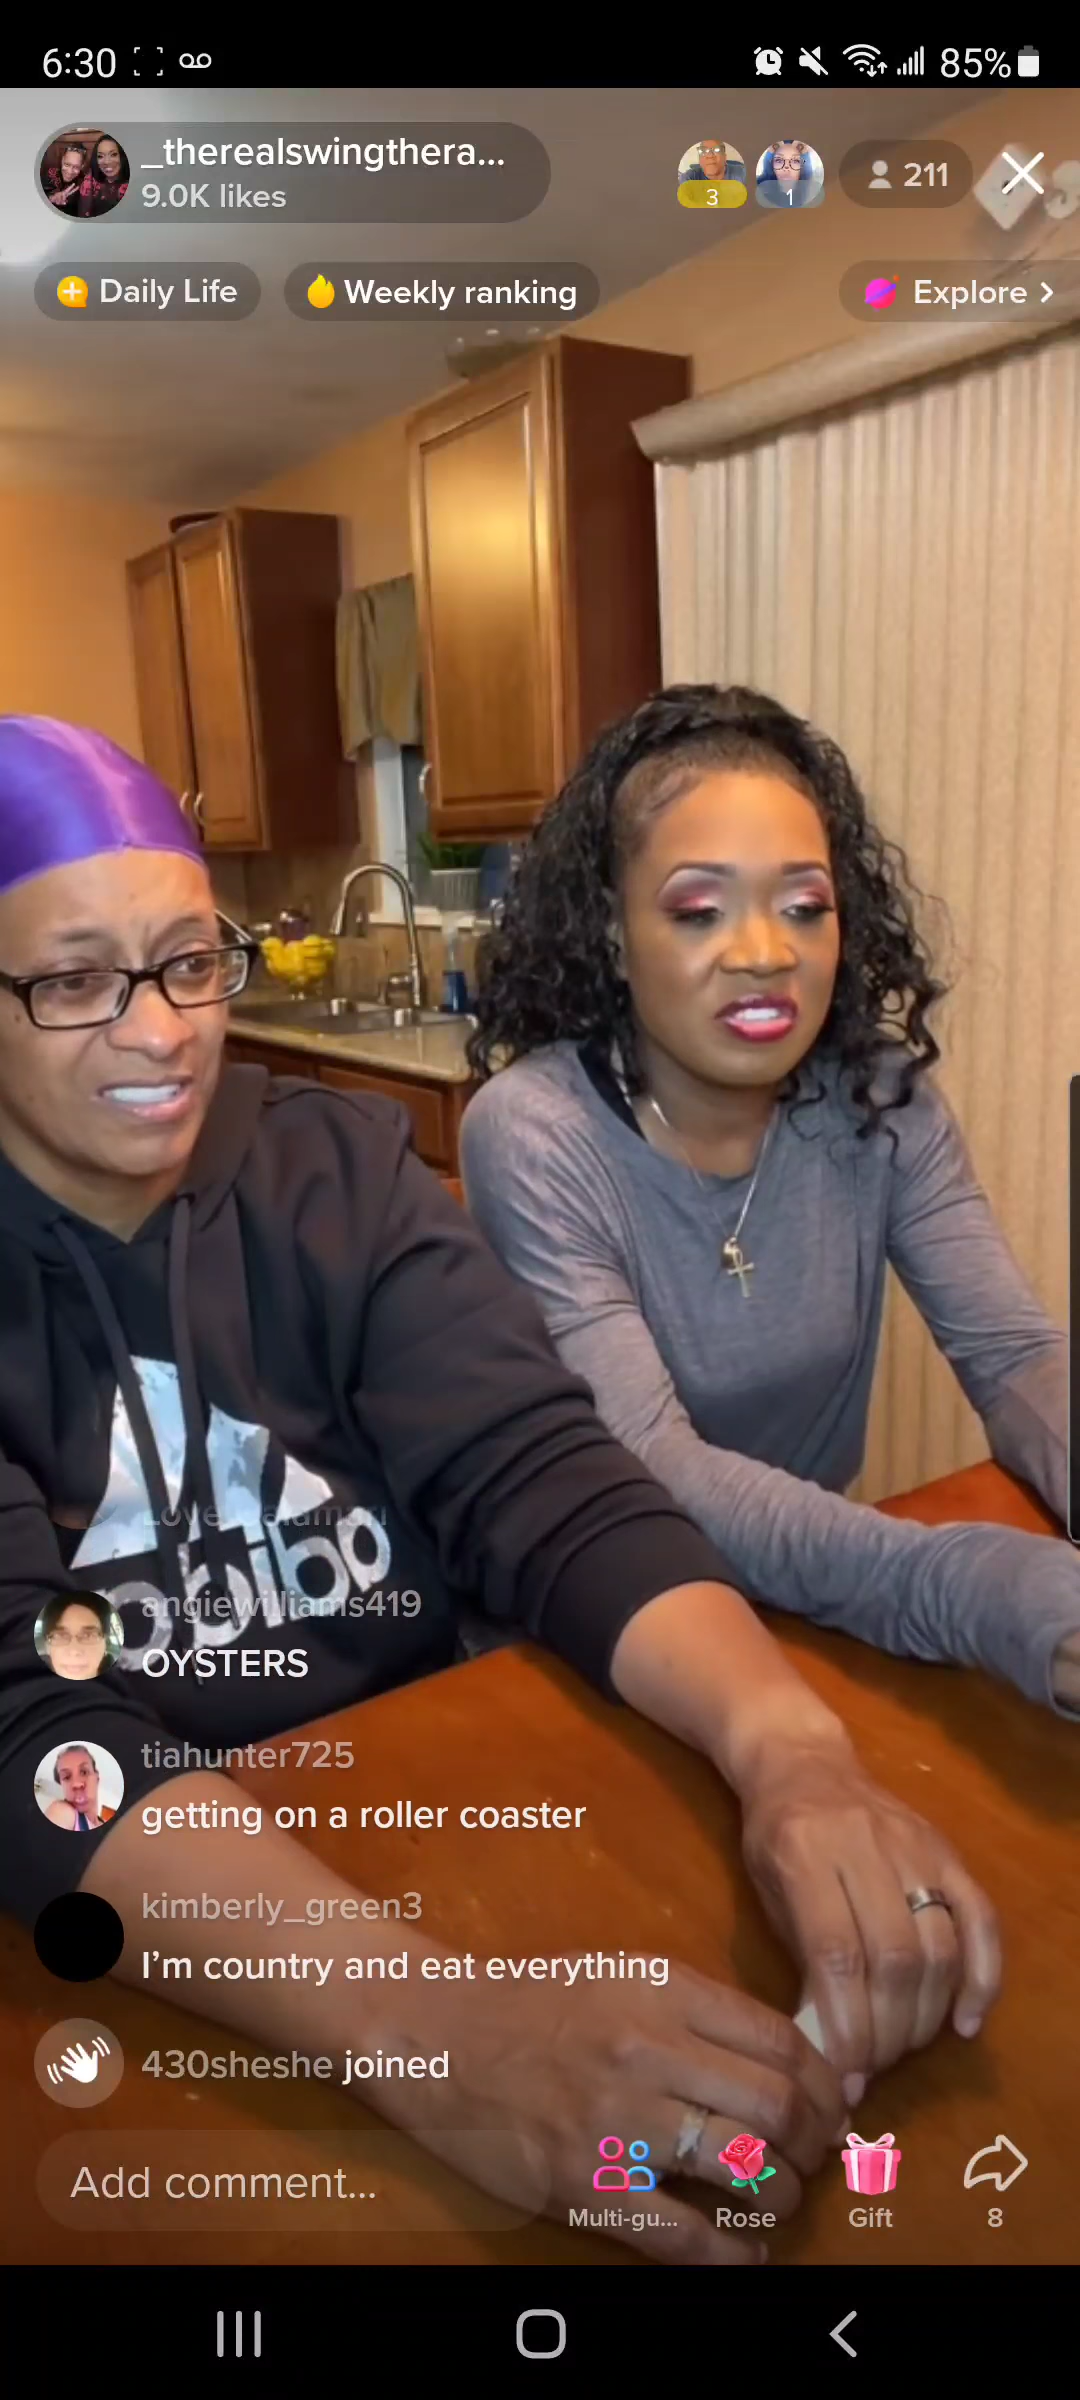 6:30
85%
_therealswingthera...
9.0K likes
3
1
211
Daily Life
Weekly ranking
Explore
angiewilliams419
OYSTERS
tiahunter725
getting on a roller coaster
kimberly_green3
I'm country and eat everything
430sheshe joined
Add comment...
Multi-gu...
Rose
Gift
8
adidas